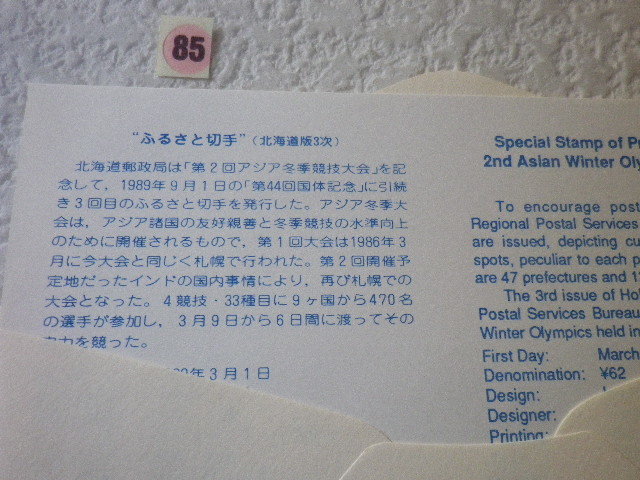 85
“ふるさと切手”(北海道版3次)
北海道郵政局は「第2回アジア冬季競技大会」を記
念して，1989年9月1日の「第44回国体記念」に引続
き3回目のふるさと切手を発行した。アジア冬季大
会は，アジア諸国の友好親善と冬季競技の水準向上
のために開催されるもので，第1回大会は1986年3
月に今大会と同じく札幌で行われた。第2回開催予
定地だったインドの国内事情により，再び札幌での
大会となった。4競技・33種目に9ヶ国から470名
の選手が参加し，3月9日から6日間に渡ってその
力を競った。
年3月1日
Special Stamp of
2nd Asian Winter
To encourage
Regional Postal Services
are issued, depicting
spots, peculiar to each
are 47 prefectures and
The 3rd issue of
Postal Services Bureau
Winter Olympics held in
First Day: March
Denomination: ¥62
Design:
Designer:
Printing: